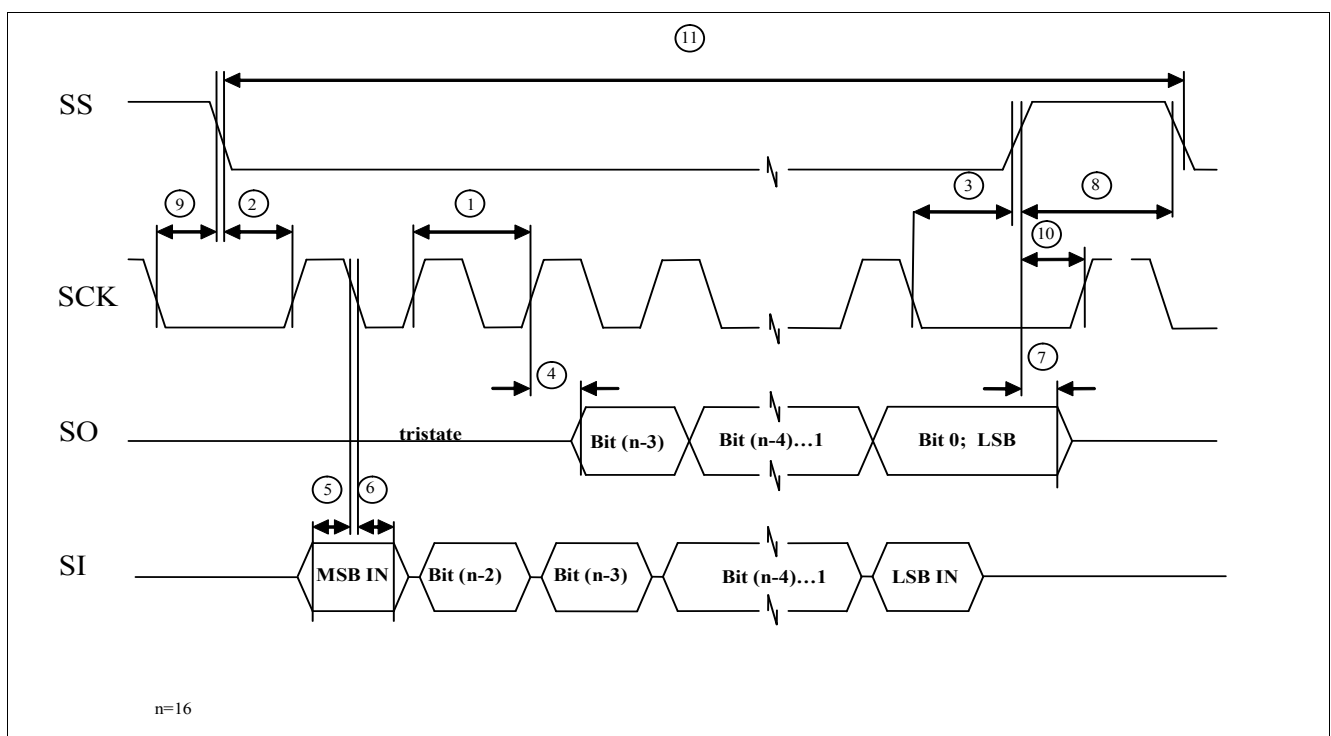 11
SS
9
2
1
3
8
10
SCK
4
7
SO
tristate
Bit (n-3)
Bit (n-4)…1
Bit 0; LSB
5
6
SI
MSB IN
Bit (n-2)
Bit (n-3)
Bit (n-4)…1
LSB IN
n=16